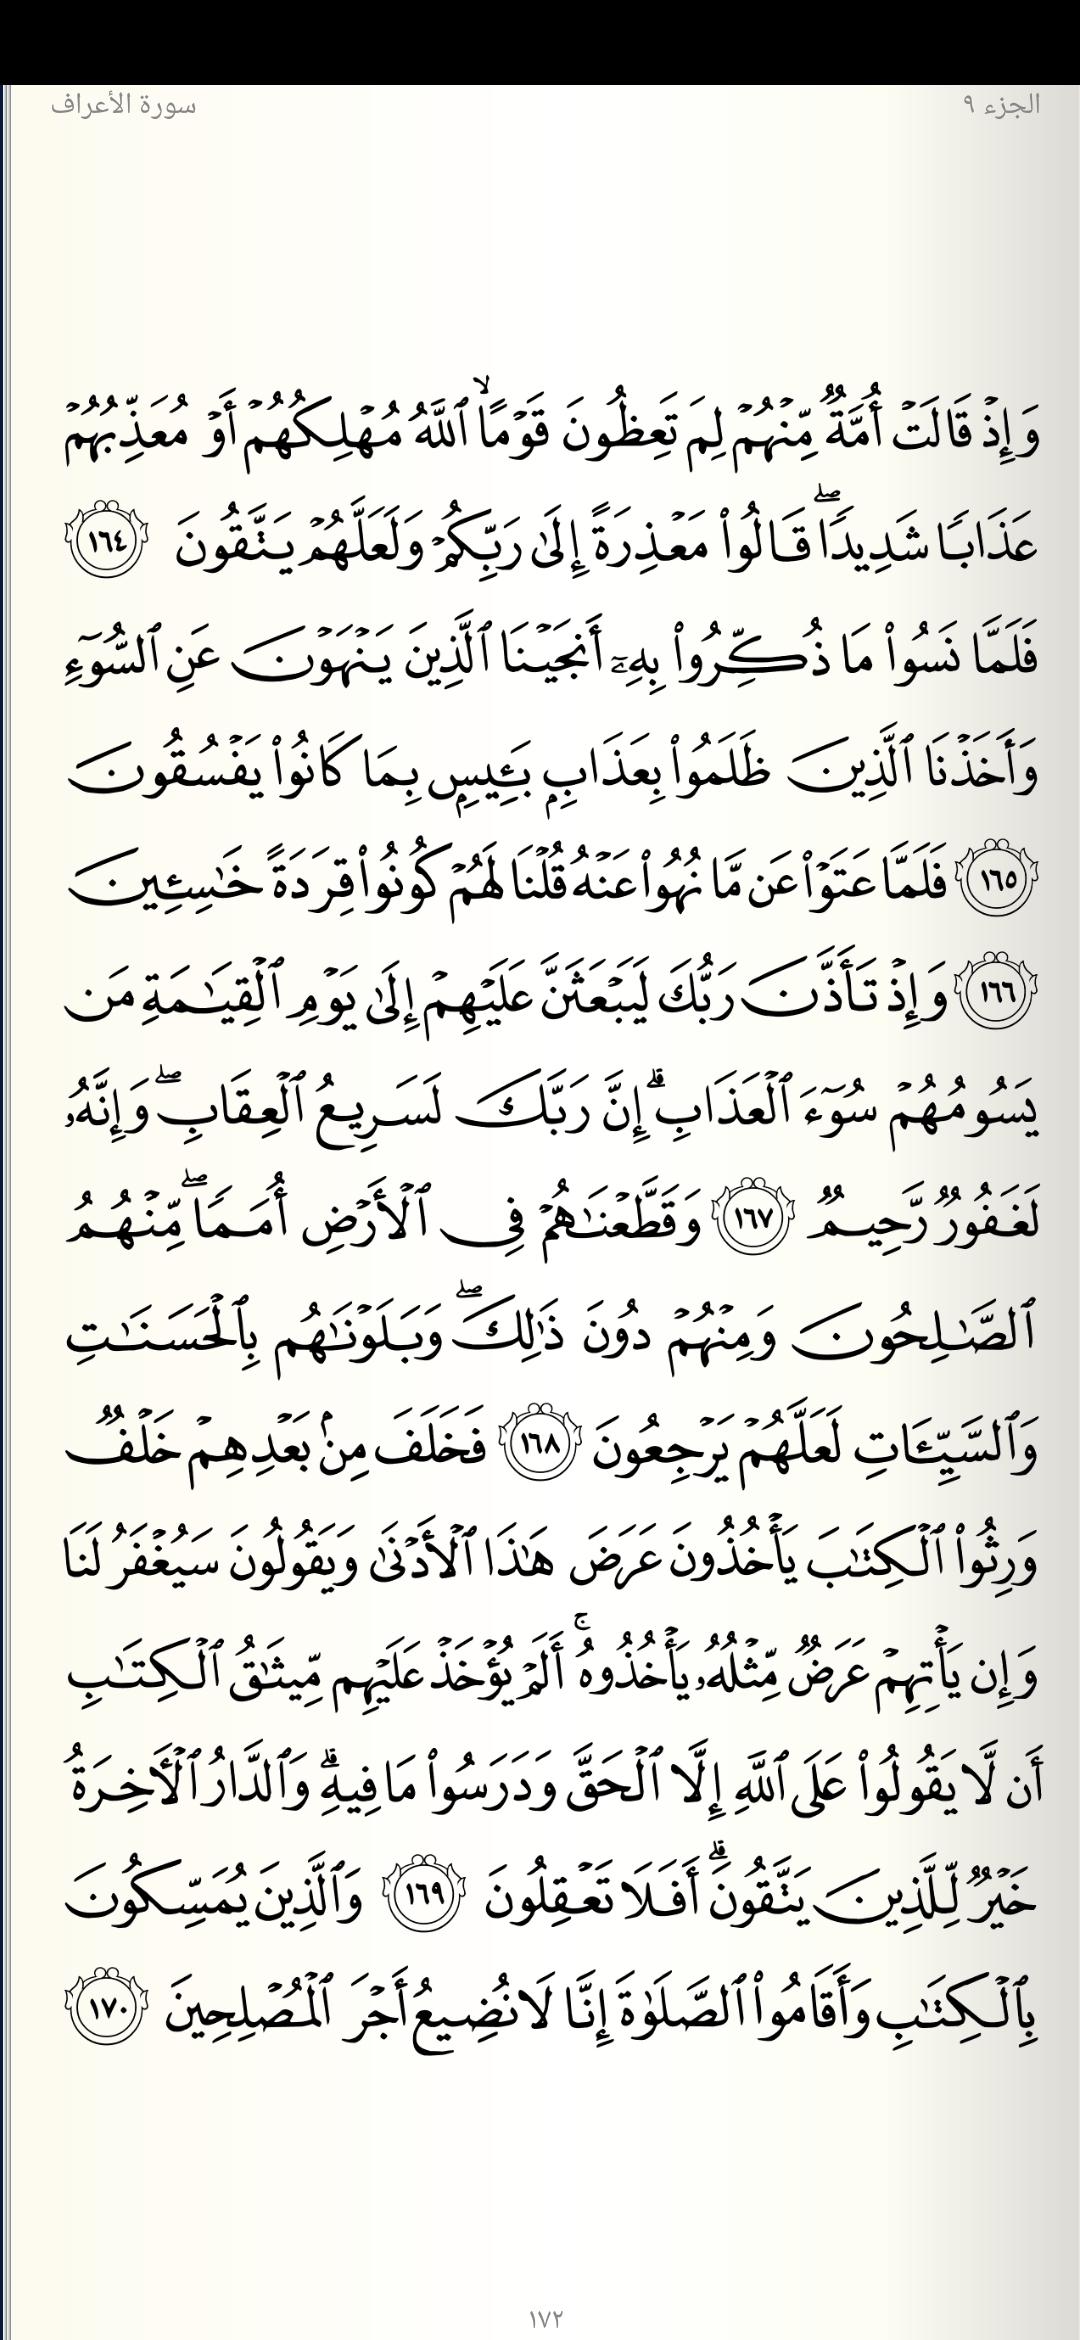 الجزء ٩
سورة الأعراف
وَإِذۡ قَالَتۡ أُمَّةٞ مِّنۡهُمۡ لِمَ تَعِظُونَ قَوۡمًا ٱللَّهُ مُهۡلِكُهُمۡ أَوۡ مُعَذِّبُهُمۡ
عَذَابٗا شَدِيدٗاۖ قَالُواْ مَعۡذِرَةً إِلَىٰ رَبِّكُمۡ وَلَعَلَّهُمۡ يَتَّقُونَ ١٦٤
فَلَمَّا نَسُواْ مَا ذُكِّرُواْ بِهِۦٓ أَنجَيۡنَا ٱلَّذِينَ يَنۡهَوۡنَ عَنِ ٱلسُّوٓءِ
وَأَخَذۡنَا ٱلَّذِينَ ظَلَمُواْ بِعَذَابِۭ بَـِٔيسِۭ بِمَا كَانُواْ يَفۡسُقُونَ
١٦٥ فَلَمَّا عَتَوۡاْ عَن مَّا نُهُواْ عَنۡهُ قُلۡنَا لَهُمۡ كُونُواْ قِرَدَةً خَٰسِـِٔينَ
١٦٦ وَإِذۡ تَأَذَّنَ رَبُّكَ لَيَبۡعَثَنَّ عَلَيۡهِمۡ إِلَىٰ يَوۡمِ ٱلۡقِيَٰمَةِ مَن
يَسُومُهُمۡ سُوٓءَ ٱلۡعَذَابِۗ إِنَّ رَبَّكَ لَسَرِيعُ ٱلۡعِقَابِۖ وَإِنَّهُۥ
لَغَفُورٞ رَّحِيمٞ ١٦٧ وَقَطَّعۡنَٰهُمۡ فِي ٱلۡأَرۡضِ أُمَمٗاۖ مِّنۡهُمُ
ٱلصَّٰلِحُونَ وَمِنۡهُمۡ دُونَ ذَٰلِكَۖ وَبَلَوۡنَٰهُم بِٱلۡحَسَنَٰتِ
وَٱلسَّيِّـَٔاتِ لَعَلَّهُمۡ يَرۡجِعُونَ ١٦٨ فَخَلَفَ مِنۢ بَعۡدِهِمۡ خَلۡفٞ
وَرِثُواْ ٱلۡكِتَٰبَ يَأۡخُذُونَ عَرَضَ هَٰذَا ٱلۡأَدۡنَىٰ وَيَقُولُونَ سَيُغۡفَرُ لَنَا
وَإِن يَأۡتِهِمۡ عَرَضٞ مِّثۡلُهُۥ يَأۡخُذُوهُۚ أَلَمۡ يُؤۡخَذۡ عَلَيۡهِم مِّيثَٰقُ ٱلۡكِتَٰبِ
أَن لَّا يَقُولُواْ عَلَى ٱللَّهِ إِلَّا ٱلۡحَقَّ وَدَرَسُواْ مَا فِيهِۗ وَٱلدَّارُ ٱلۡأٓخِرَةُ
خَيۡرٞ لِّلَّذِينَ يَتَّقُونَۗ أَفَلَا تَعۡقِلُونَ ١٦٩ وَٱلَّذِينَ يُمَسِّكُونَ
بِٱلۡكِتَٰبِ وَأَقَامُواْ ٱلصَّلَوٰةَ إِنَّا لَا نُضِيعُ أَجۡرَ ٱلۡمُصۡلِحِينَ ١٧٠
١٧٢